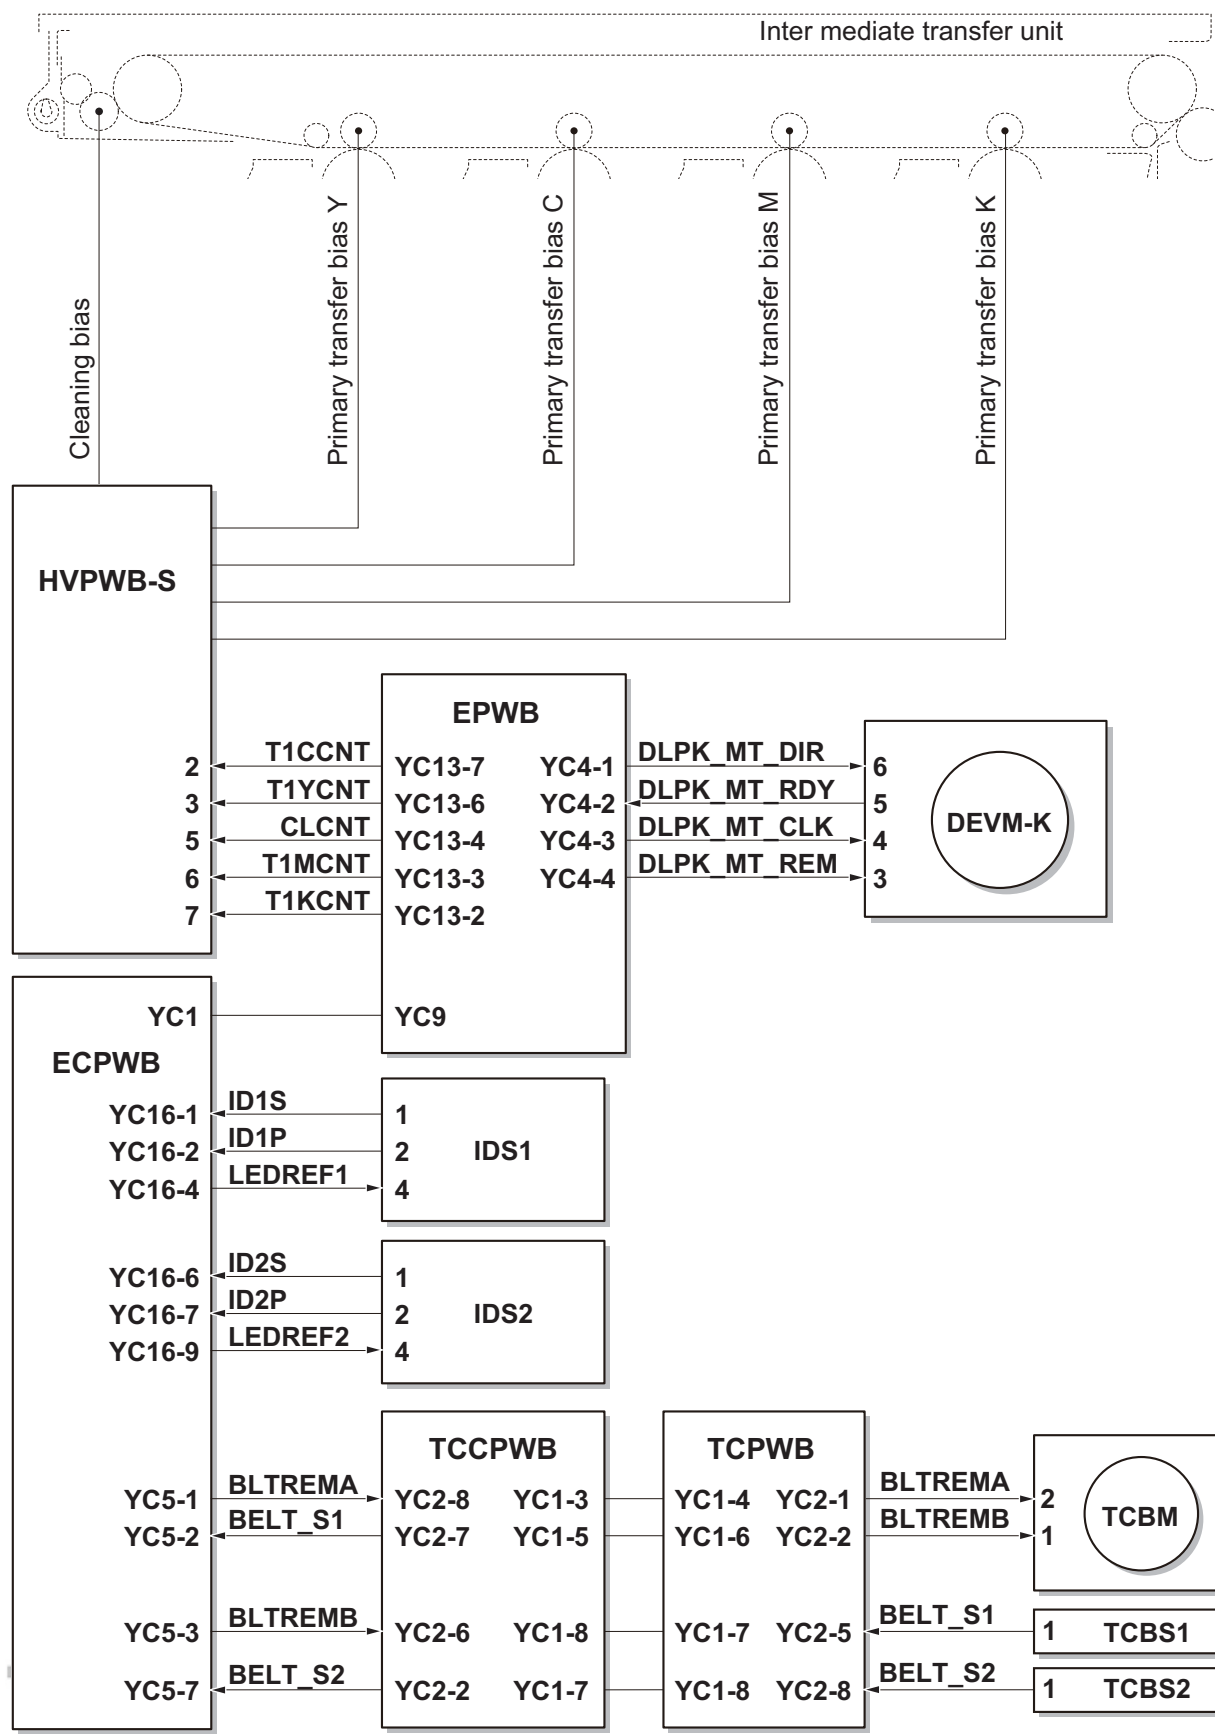 Inter mediate transfer unit
Cleaning bias
Primary transfer bias Y
Primary transfer bias C
Primary transfer bias M
Primary transfer bias K
HVPWB-S
2
3
5
6
7
T1CCNT
T1YCNT
CLCNT
T1MCNT
T1KCNT
EPWB
YC13-7
YC13-6
YC13-4
YC13-3
YC13-2
YC4-1
YC4-2
YC4-3
YC4-4
DLPK_MT_DIR
DLPK_MT_RDY
DLPK_MT_CLK
DLPK_MT_REM
6
5
4
3
DEVM-K
YC1
YC9
ECPWB
YC16-1
YC16-2
YC16-4
ID1S
ID1P
LEDREF1
1
2
4
IDS1
YC16-6
YC16-7
YC16-9
ID2S
ID2P
LEDREF2
1
2
4
IDS2
YC5-1
YC5-2
YC5-3
YC5-7
BLTREMA
BELT_S1
BLTREMB
BELT_S2
TCCPWB
YC2-8
YC2-7
YC2-6
YC2-2
YC1-3
YC1-5
YC1-8
YC1-7
TCPWB
YC1-4
YC1-6
YC1-7
YC1-8
YC2-1
YC2-2
YC2-5
YC2-8
BLTREMA
BLTREMB
BELT_S1
BELT_S2
2
1
TCBM
1
TCBS1
1
TCBS2